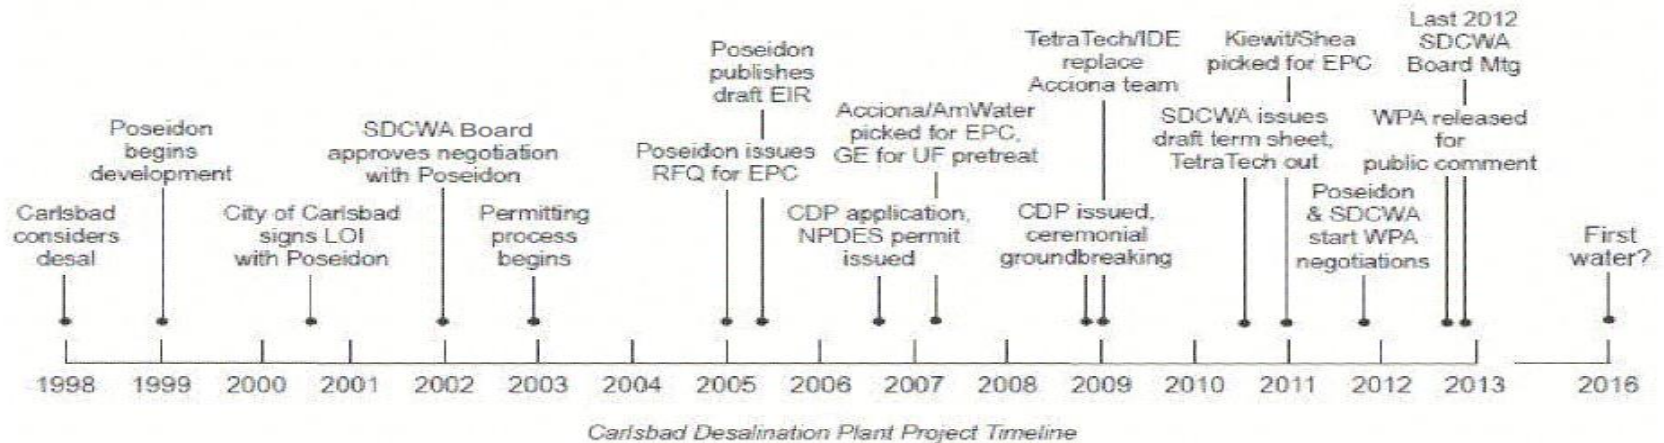 Carlsbad
considers
desal
Poseidon
begins
development
City of Carlsbad
signs LOI
with Poseidon
SDCWA Board
approves negotiation
with Poseidon
Permitting
process
begins
Poseidon issues
RFQ for EPC
Poseidon
publishes
draft EIR
CDP application,
NPDES permit
issued
Acciona/AmWater
picked for EPC,
GE for UF pretreat
CDP issued,
ceremonial
groundbreaking
TetraTech/IDE
replace
Acciona team
SDCWA issues
draft term sheet,
TetraTech out
Kiewit/Shea
picked for EPC
Poseidon
& SDCWA
start WPA
negotiations
WPA released
for
public comment
Last 2012
SDCWA
Board Mtg
First
water?
1998 1999 2000 2001 2002 2003 2004 2005 2006 2007 2008 2009 2010 2011 2012 2013 2016
Carlsbad Desalination Plant Project Timeline